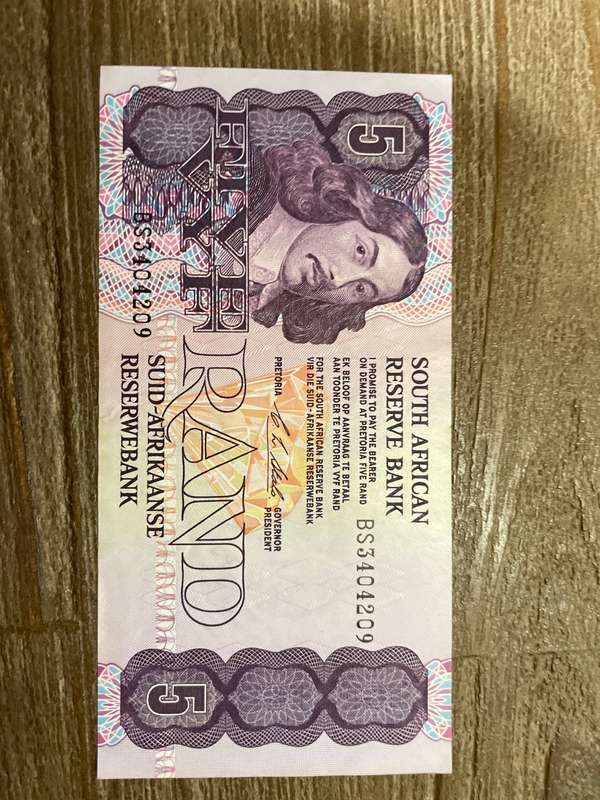 5
SOUTH AFRICAN
RESERVE BANK
I PROMISE TO PAY THE BEARER
ON DEMAND AT PRETORIA FIVE RAND
EK BELOOF OP AANVRAAG TE BETAAL
AAN TOONDER TE PRETORIA VYF RAND
BS3404209
FOR THE SOUTH AFRICAN RESERVE BANK
VIR DIE SUID-AFRIKAANSE RESERWEBANK
PRETORIA
GOVERNOR
PRESIDENT
FIVE
VYF
RAND
BS3404209
SUID-AFRIKAANSE
RESERWEBANK
5